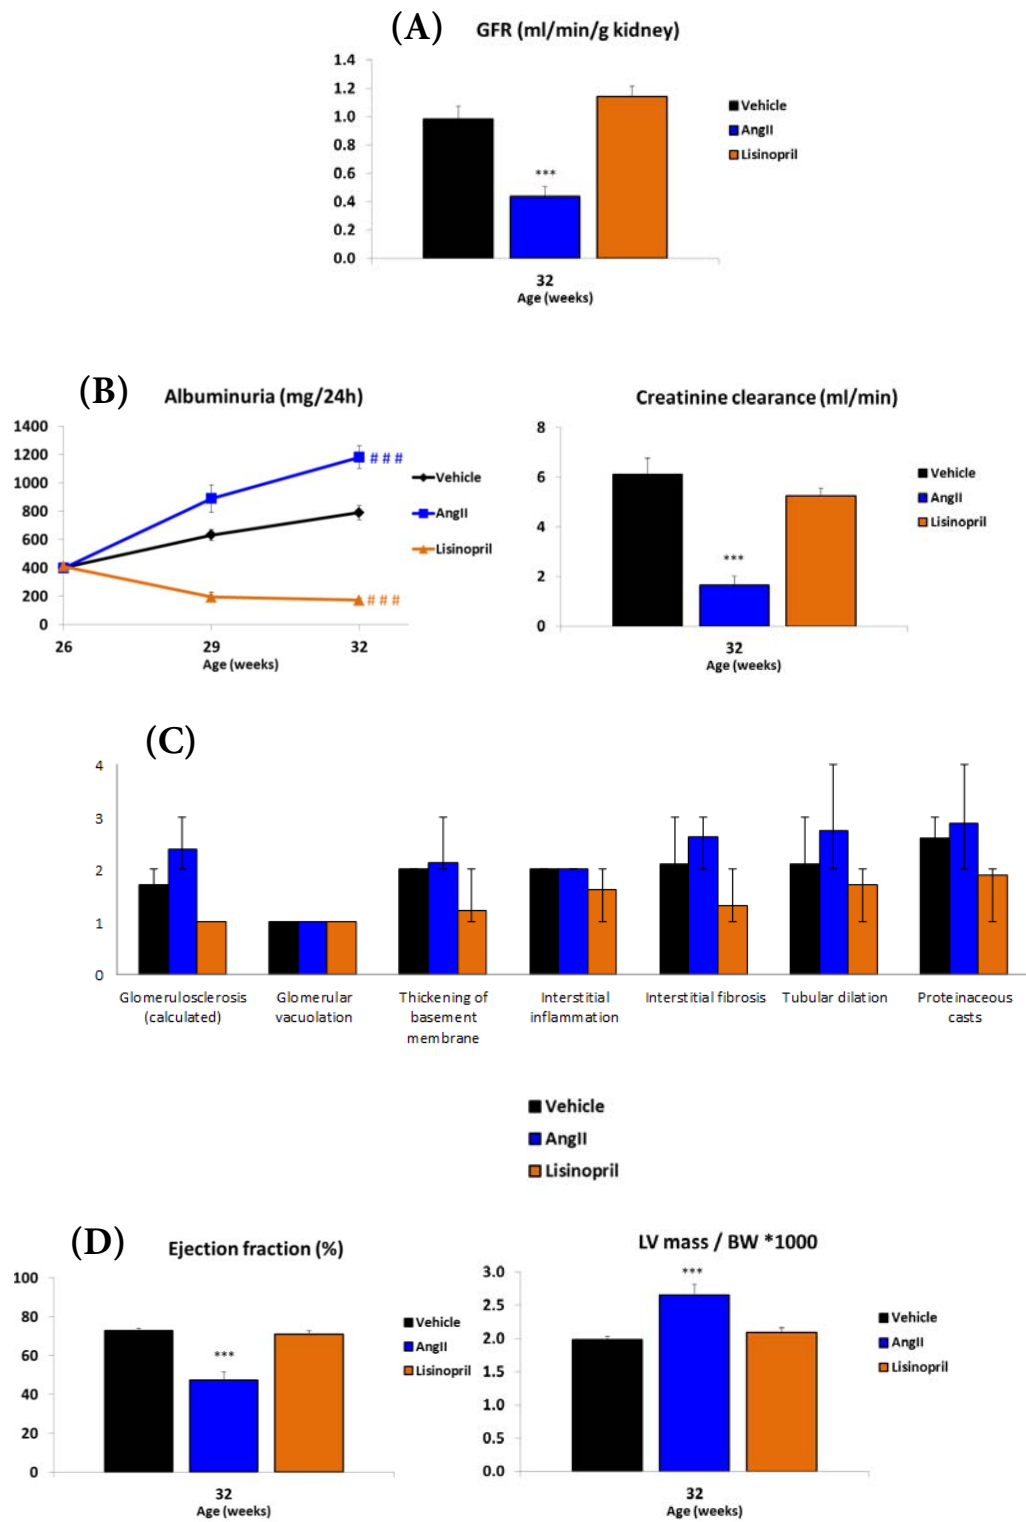 (A)
GFR (ml/min/g kidney)
1.4
1.2
1.0
0.8
0.6
0.4
0.2
0.0
***
32
Age (weeks)
Vehicle
AngII
Lisinopril
(B)
Albuminuria (mg/24h)
1400
1200
1000
800
600
400
200
0
26
29
32
Age (weeks)
###
###
Vehicle
AngII
Lisinopril
Creatinine clearance (ml/min)
8
6
4
2
0
***
32
Age (weeks)
Vehicle
AngII
Lisinopril
(C)
4
3
2
1
0
Glomerulosclerosis
(calculated)
Glomerular
vacuolation
Thickening of
basement
membrane
Interstitial
inflammation
Interstitial fibrosis
Tubular dilation
Proteinaceous
casts
Vehicle
AngII
Lisinopril
(D)
Ejection fraction (%)
100
80
60
40
20
0
***
32
Age (weeks)
Vehicle
AngII
Lisinopril
LV mass / BW *1000
3.0
2.5
2.0
1.5
1.0
0.5
0.0
***
32
Age (weeks)
Vehicle
AngII
Lisinopril